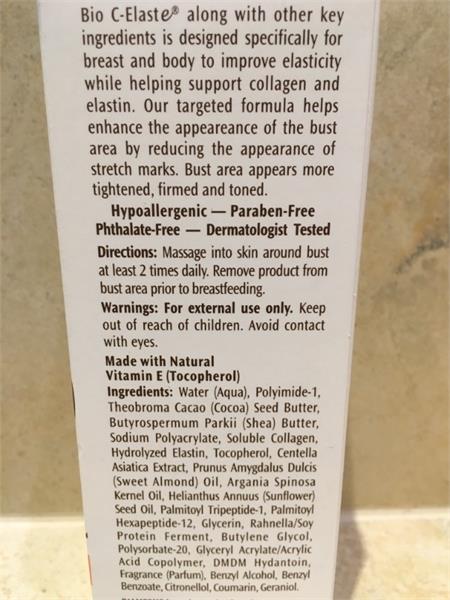 Bio C-Elaste® along with other key
ingredients is designed specifically for
breast and body to improve elasticity
while helping support collagen and
elastin. Our targeted formula helps
enhance the appeareance of the bust
area by reducing the appearance of
stretch marks. Bust area appears more
tightened, firmed and toned.
Hypoallergenic — Paraben-Free
Phthalate-Free — Dermatologist Tested
Directions: Massage into skin around bust
at least 2 times daily. Remove product from
bust area prior to breastfeeding.
Warnings: For external use only. Keep
out of reach of children. Avoid contact
with eyes.
Made with Natural
Vitamin E (Tocopherol)
Ingredients: Water (Aqua), Polyimide-1,
Theobroma Cacao (Cocoa) Seed Butter,
Butyrospermum Parkii (Shea) Butter,
Sodium Polyacrylate, Soluble Collagen,
Hydrolyzed Elastin, Tocopherol, Centella
Asiatica Extract, Prunus Amygdalus Dulcis
(Sweet Almond) Oil, Argania Spinosa
Kernel Oil, Helianthus Annuus (Sunflower)
Seed Oil, Palmitoyl Tripeptide-1, Palmitoyl
Hexapeptide-12, Glycerin, Rahnella/Soy
Protein Ferment, Butylene Glycol,
Polysorbate-20, Glyceryl Acrylate/Acrylic
Acid Copolymer, DMDM Hydantoin,
Fragrance (Parfum), Benzyl Alcohol, Benzyl
Benzoate, Citronellol, Coumarin, Geraniol.